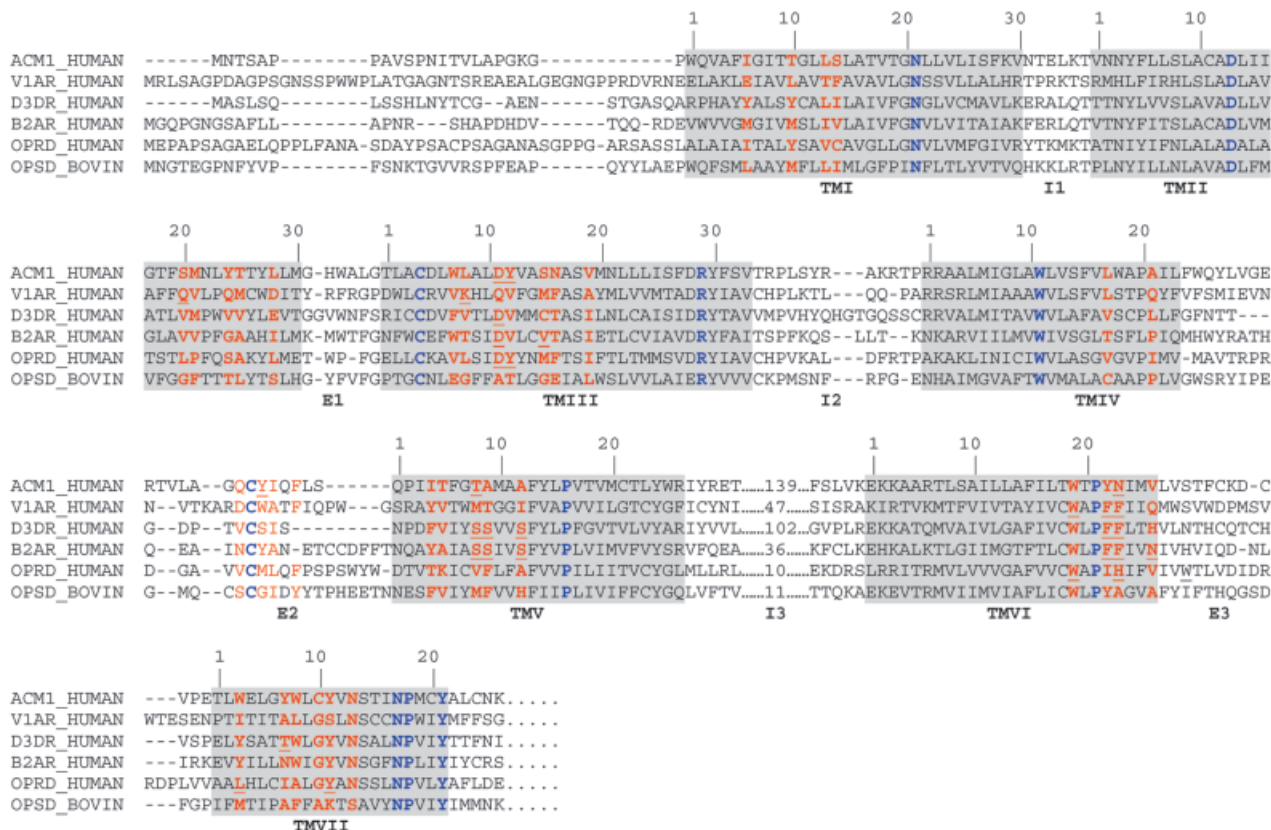 1 10 20 30 1 10
ACM1_HUMAN ------MNTSAP--------PAVSPNITVLAPGKG-------------PWQVAFIGITTGLLSLATVTGNLLVLISFKVNTELKTVNNYFLLSLACADLII
V1AR_HUMAN MRLSAGPDAGPSGNSSPWWPLATGAGNTSREAEALGEGNGPPRDVRNEELAKLEIAVLAVTFAVAVLGNSSVLLALHRTPRKTSRMHLFIRHLSLADLAV
D3DR_HUMAN ------MASLSQ--------LSSHLNYTCG---AEN------STGASQARPHAYYALSYCALILAIVFGNGLVCMAVLKERALQTTTNYLVVSLAVADLLV
B2AR_HUMAN MGQPGNGSAFLL--------APNR---SHAPDHDV-------TQQ--RDEVWVVGMGIVMSLIVLAIVFGNVLVITAIAKFERLQTVTNYFITSLACADLVM
OPRD_HUMAN MEPAPSAGAELQPPLFANA-SDAYPSACPSAGANASGPPG-ARSASSLALAIAITALYSAVCAVGLLGNVLVMFGIVRYTKMKTATNIYIFNLALADALA
OPSD_BOVIN MNGTEGPNFYVP--------FSNKTGVVRSPFEAP------QYYLAEPWQFSMLAAYMFLLIMLGFPINFLTLYVTVQHKKLRTPLNYILLNLAVADLFM
TMI I1 TMII
20 30 1 10 20 30 1 10 20
ACM1_HUMAN GTFSMNLYTTYLLMG-HWALGTLACDLWLALDYVASNASVMNLLLISFDRYFSVTRPLSYR---AKRTPRRAALMIGLAWLVSFVLWAPAILFWQYLVGE
V1AR_HUMAN AFFQVLPQMCWDITY-RFRGPDWLCRVVKHLQVFGMFASAYMLVVMTADRYIAVCHPLKTL---QQ-PARRSRLMIAAAWVLSFVLSTPQYFVFSMIEVN
D3DR_HUMAN ATLVMPWVVYLEVTGGVWNFSRICCDVFVTLDVMMCTASILNLCAISIDRYTAVVMPVHYQHGTGQSSCRRVALMITAVWVLAFAVSCPLLFGFNTT---
B2AR_HUMAN GLAVVPFGAAHILMK-MWTFGNFWCEFWTSIDVLCVTASIETLCVIAVDRYFAITSPFKQS---LLT--KNKARVIILMVWIVSGLTSFLPIQMHWYRATH
OPRD_HUMAN TSTLPFQSAKYLMET-WPFGELLCKAVLSIDYYNMFTSIFTLTMMSVDRYIAVCHPVKAL---DFRTPAKAKLINICIWVLASGVGVPIMV-MAVTRPR
OPSD_BOVIN VFGGFTTTLYTSLHG-YFVFGPTGCNLEGFFATLGGEIALWSLVVLAIERYVVVCKPMSNF---RFG-ENHAIMGVAFTWVMALACAAPPLVGWSRYIPE
E1 TMIII I2 TMIV
1 10 20 1 10 20
ACM1_HUMAN RTVLA--GQCYIQFLS------QPIITFGTAMAAFYLPVTVMCTLYWRIYRET......139...FSLVKEKKAARTLSAILLAFILTWTPYNIMVLVSTFCKD-C
V1AR_HUMAN N-VTKARDCWATFIQPW---GSRAYVTWMTGGIFVAPVVILGTCYGFICYNI......47...SISRAKIRTVKMTFVIVTAYIVCWAPFFIIQMWSVWDPMSV
D3DR_HUMAN G-DP--TVCSIS------NPDFVIYSSVVSFYLPFGVTVLVYARIYVVL......102...GVPLREKKATQMVAIVLGAFIVCWLPFFLTHVLNTHCQTCH
B2AR_HUMAN Q-EA--INCYAN-ETCCDFFTNQAYAIASSIVSFYVPLVIMVFVYSRVFQEA......36...KFCLKEHKALKTLGIIMGTFTLCWLPFFIVNIVHVIQD-NL
OPRD_HUMAN D-GA--VVCMLQFPSPSWYW-DTVTKICVFLFAFVVPILIITVCYGLMLLRL......10...EKDRSLRRITRMVLVVVGAFVVCWAPIHIFVIVWTLVDIDR
OPSD_BOVIN G--MQ-CSCGIDYYTPHEETNNESFVIYMFVVHFIIPLIVIFFCYGQLVFTV......11...TTQKAEKEVTRMVIIMVIAFLICWLPYAGVAFYIFTHQGSD
E2 TMV I3 TMVI E3
1 10 20
ACM1_HUMAN ---VPETLWELGYWLCYVNSTINPMCYALCNK.....
V1AR_HUMAN WTESENPTITITALLGSLNSCCNPWIYMFFSG.....
D3DR_HUMAN ---VSPELYSATTWLGYVNSALNPVIYTTFNI.....
B2AR_HUMAN ---IRKEVYILLNWIGYVNSGFNPLIYIYCRS.....
OPRD_HUMAN RDPLVVAALHLCIALGYANSSLNPVLYAFLDE.....
OPSD_BOVIN ---FGPIFMTIPAFFAKTSAVYNPVIYIMMNK.....
TMVII